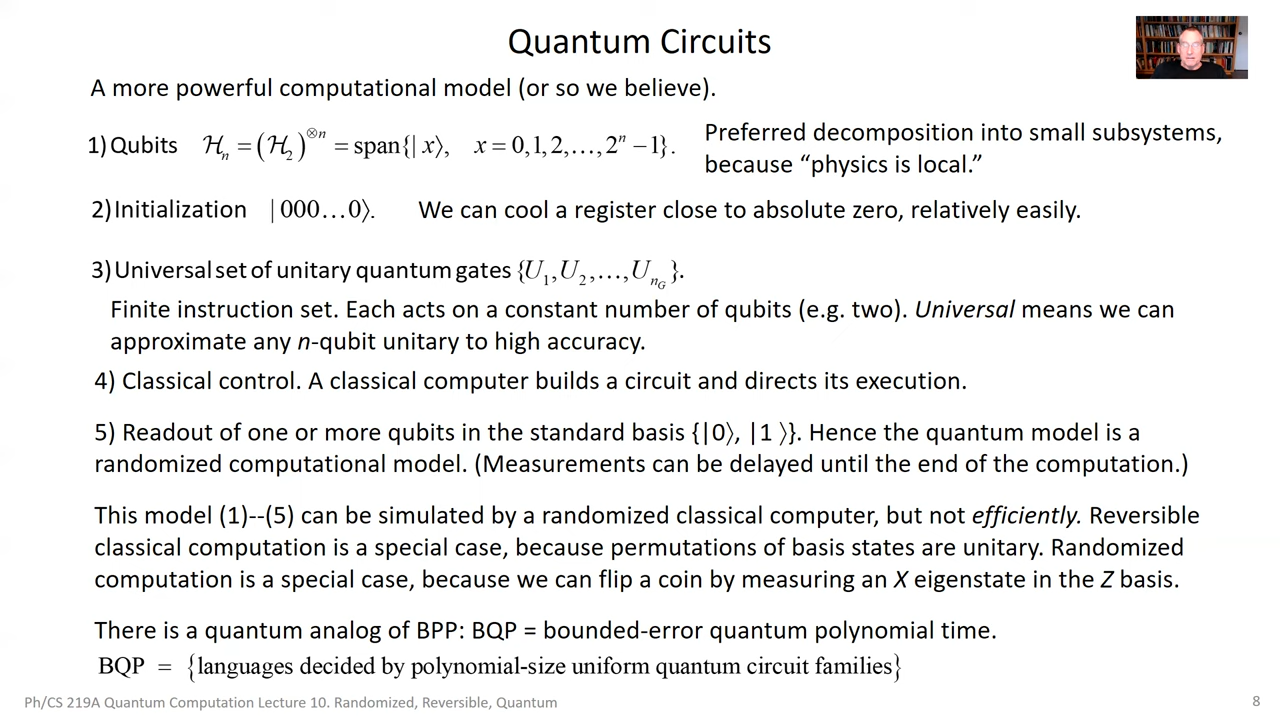 Quantum Circuits
A more powerful computational model (or so we believe).
1) Qubits ℋₙ = (ℋ₂)^{⊗n} = span{| x⟩, x = 0,1,2,…,2ⁿ −1}.
Preferred decomposition into small subsystems,
because “physics is local.”
2) Initialization | 000…0⟩. We can cool a register close to absolute zero, relatively easily.
3) Universal set of unitary quantum gates {U₁,U₂,…,U_{n_G}}.
Finite instruction set. Each acts on a constant number of qubits (e.g. two). Universal means we can
approximate any n-qubit unitary to high accuracy.
4) Classical control. A classical computer builds a circuit and directs its execution.
5) Readout of one or more qubits in the standard basis {|0⟩, |1 ⟩}. Hence the quantum model is a
randomized computational model. (Measurements can be delayed until the end of the computation.)
This model (1)--(5) can be simulated by a randomized classical computer, but not efficiently. Reversible
classical computation is a special case, because permutations of basis states are unitary. Randomized
computation is a special case, because we can flip a coin by measuring an X eigenstate in the Z basis.
There is a quantum analog of BPP: BQP = bounded-error quantum polynomial time.
BQP = {languages decided by polynomial-size uniform quantum circuit families}
Ph/CS 219A Quantum Computation Lecture 10. Randomized, Reversible, Quantum
8